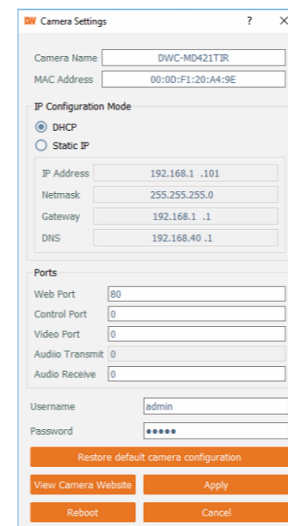 DW Camera Settings ? ×
Camera Name DWC-MD421TIR
MAC Address 00:0D:F1:20:A4:9E
IP Configuration Mode
DHCP
Static IP
IP Address 192.168.1 .101
Netmask 255.255.255.0
Gateway 192.168.1 .1
DNS 192.168.40 .1
Ports
Web Port 80
Control Port 0
Video Port 0
Audiio Transmit 0
Audio Receive 0
Username admin
Password •••••
Restore default camera configuration
View Camera Website Apply
Reboot Cancel